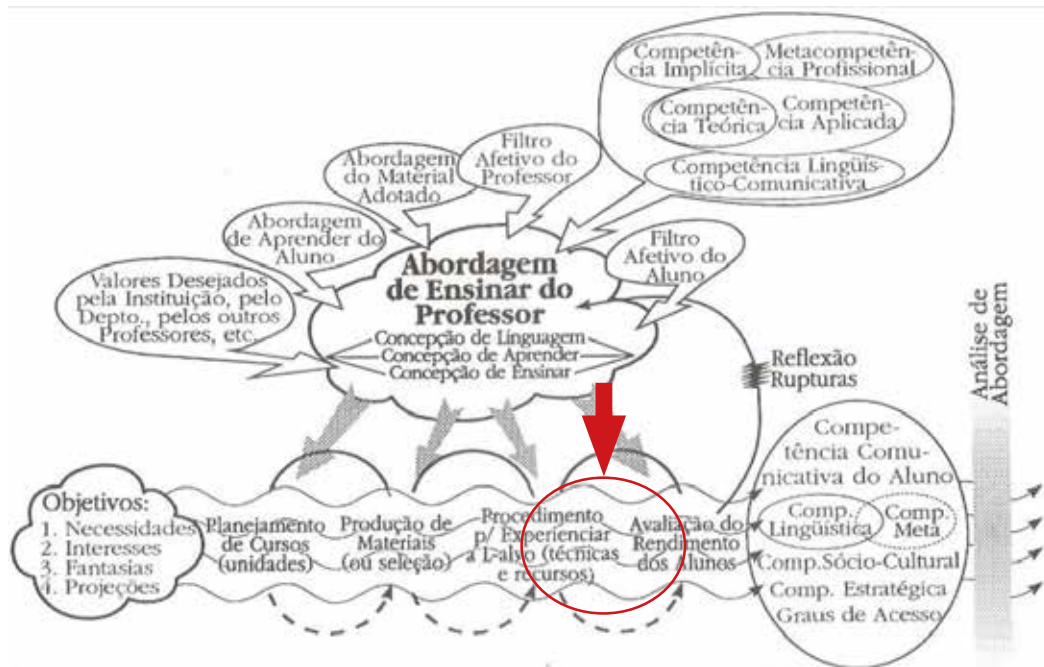 Competên-
cia Implícita
Metacompetên-
cia Profissional
Competên-
cia Teórica
Competên-
cia Aplicada
Competência Lingüís-
tico-Comunicativa
Filtro
Afetivo do
Professor
Abordagem
do Material
Adotado
Abordagem
de Aprender do
Aluno
Filtro
Afetivo do
Aluno
Valores Desejados
pela Instituição, pelo
Depto., pelos outros
Professores, etc.
Abordagem
de Ensinar do
Professor
Concepção de Linguagem
Concepção de Aprender
Concepção de Ensinar
Reflexão
Rupturas
Análise de
Abordagem
Objetivos:
1. Necessidades
2. Interesses
3. Fantasias
4. Projeções
Planejamento
de Cursos
(unidades)
Produção de
Materiais
(ou seleção)
Procedimento
p/ Experienciar
a L-alvo (técnicas
e recursos)
Avaliação do
Rendimento
dos Alunos
Compe-
tência Comu-
nicativa do Aluno
Comp.
Lingüística
Comp.
Meta
Comp.Sócio-Cultural
Comp. Estratégica
Graus de Acesso